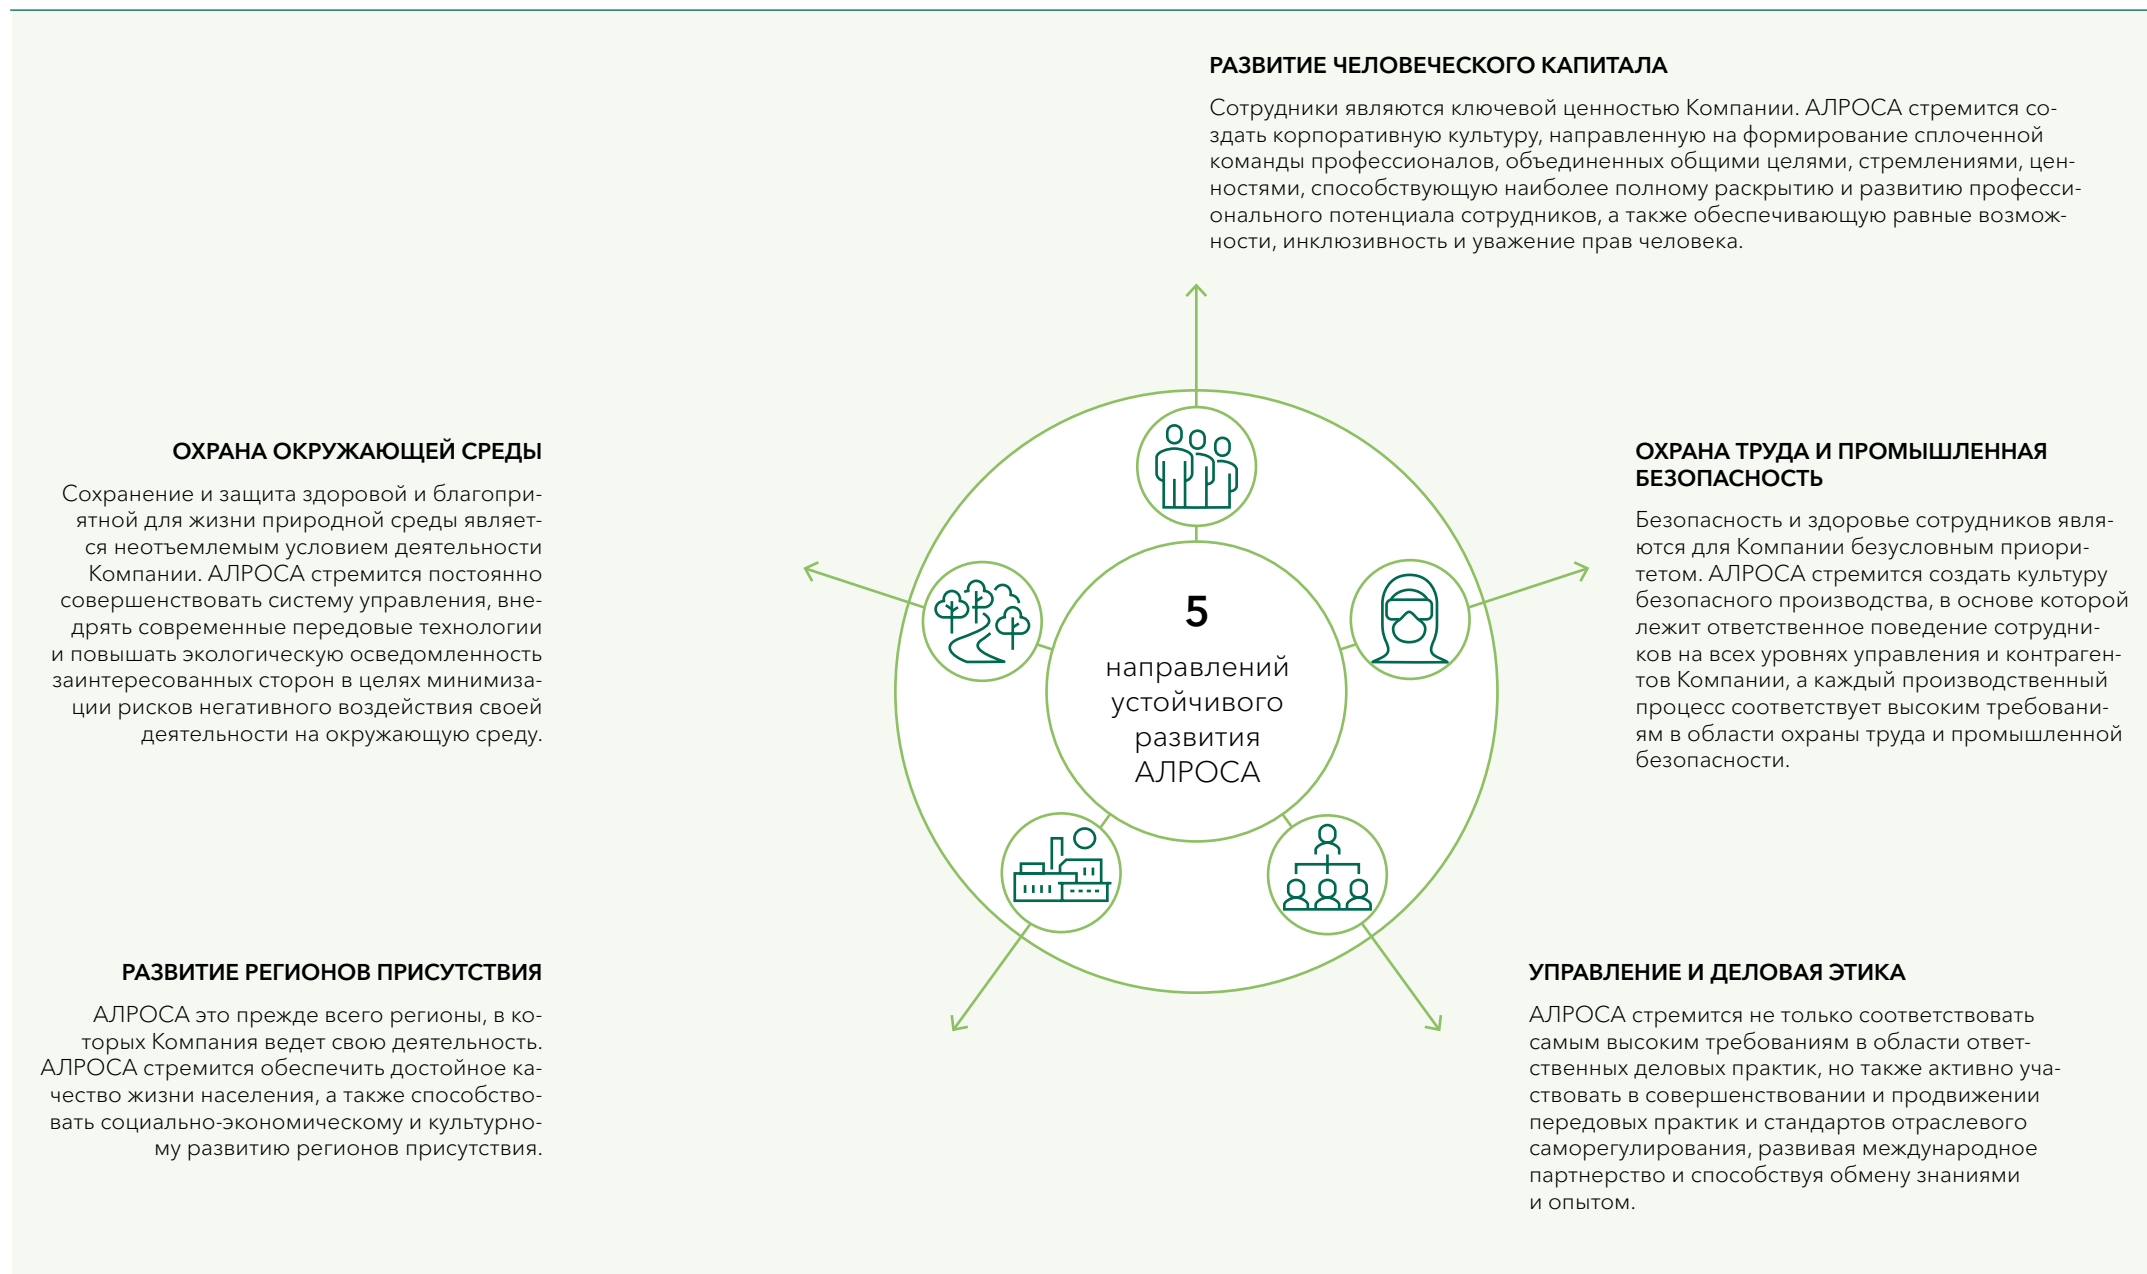 РАЗВИТИЕ ЧЕЛОВЕЧЕСКОГО КАПИТАЛА
Сотрудники являются ключевой ценностью Компании. АЛРОСА стремится со-
здать корпоративную культуру, направленную на формирование сплоченной
команды профессионалов, объединенных общими целями, стремлениями, цен-
ностями, способствующую наиболее полному раскрытию и развитию професси-
онального потенциала сотрудников, а также обеспечивающую равные возмож-
ности, инклюзивность и уважение прав человека.
ОХРАНА ОКРУЖАЮЩЕЙ СРЕДЫ
Сохранение и защита здоровой и благопри-
ятной для жизни природной среды являет-
ся неотъемлемым условием деятельности
Компании. АЛРОСА стремится постоянно
совершенствовать систему управления, вне-
дрять современные передовые технологии
и повышать экологическую осведомленность
заинтересованных сторон в целях минимиза-
ции рисков негативного воздействия своей
деятельности на окружающую среду.
5
направлений
устойчивого
развития
АЛРОСА
ОХРАНА ТРУДА И ПРОМЫШЛЕННАЯ
БЕЗОПАСНОСТЬ
Безопасность и здоровье сотрудников явля-
ются для Компании безусловным приори-
тетом. АЛРОСА стремится создать культуру
безопасного производства, в основе которой
лежит ответственное поведение сотрудни-
ков на всех уровнях управления и контраген-
тов Компании, а каждый производственный
процесс соответствует высоким требовани-
ям в области охраны труда и промышленной
безопасности.
РАЗВИТИЕ РЕГИОНОВ ПРИСУТСТВИЯ
АЛРОСА это прежде всего регионы, в ко-
торых Компания ведет свою деятельность.
АЛРОСА стремится обеспечить достойное ка-
чество жизни населения, а также способство-
вать социально-экономическому и культурно-
му развитию регионов присутствия.
УПРАВЛЕНИЕ И ДЕЛОВАЯ ЭТИКА
АЛРОСА стремится не только соответствовать
самым высоким требованиям в области ответ-
ственных деловых практик, но также активно уча-
ствовать в совершенствовании и продвижении
передовых практик и стандартов отраслевого
саморегулирования, развивая международное
партнерство и способствуя обмену знаниями
и опытом.